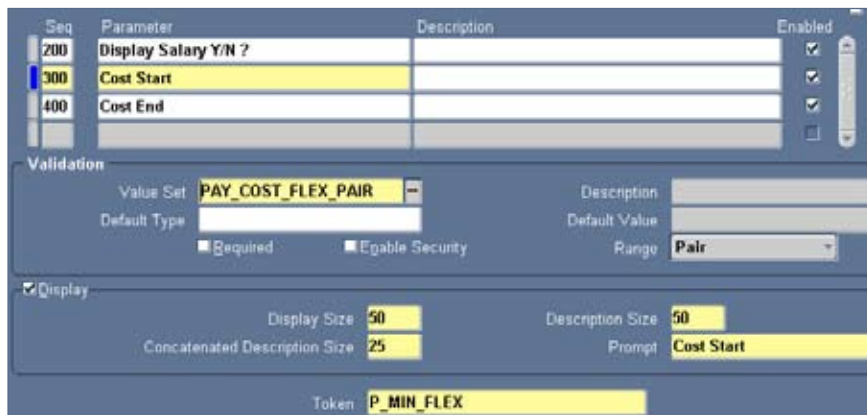 Seq Parameter Description Enabled
200 Display Salary Y/N ?
300 Cost Start
400 Cost End
Validation
Value Set PAY_COST_FLEX_PAIR Description
Default Type Default Value
Required Enable Security Range Pair
Display
Display Size 50 Description Size 50
Concatenated Description Size 25 Prompt Cost Start
Token P_MIN_FLEX